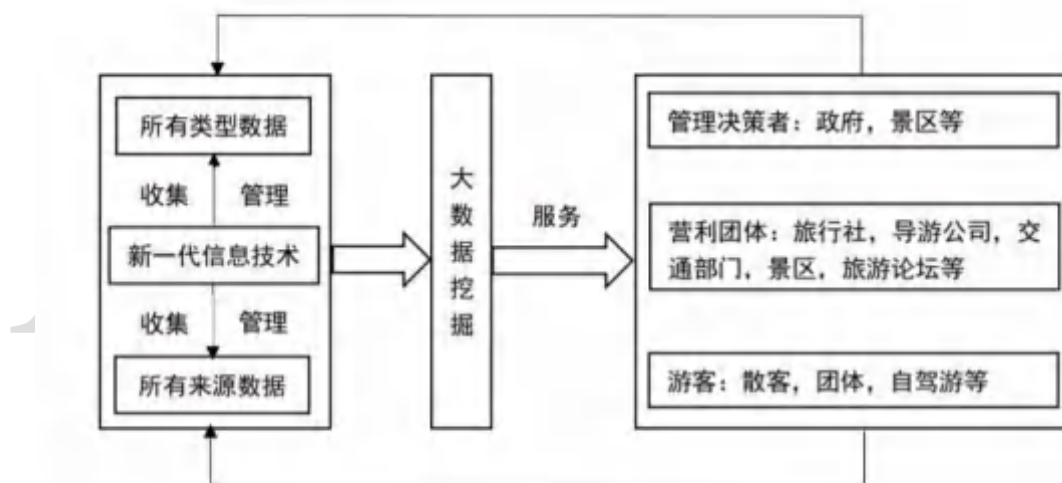 所有类型数据
收集 管理
新一代信息技术
收集 管理
所有来源数据
大
数
据
挖
掘
服务
管理决策者：政府，景区等
营利团体：旅行社，导游公司，交
通部门，景区，旅游论坛等
游客：散客，团体，自驾游等